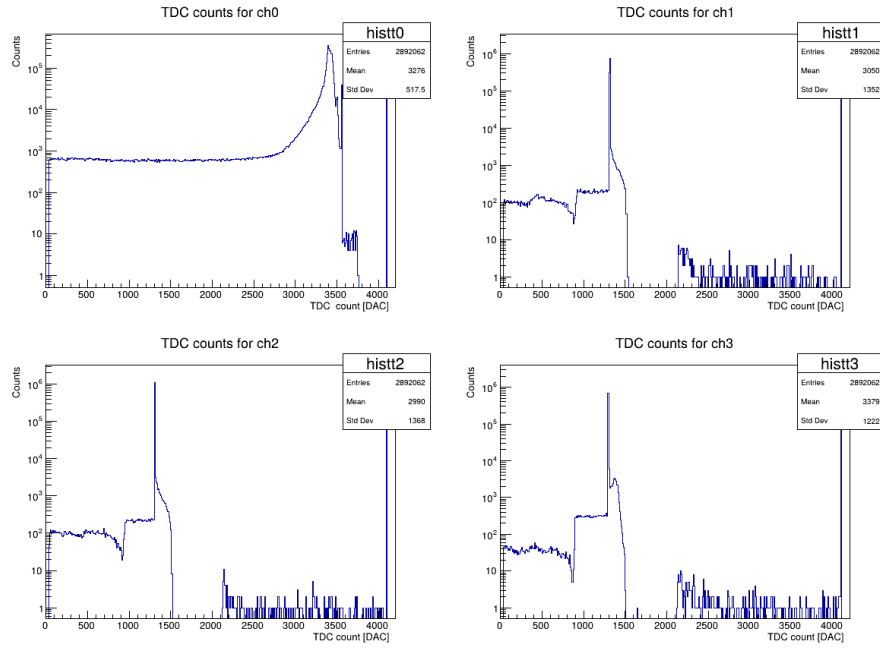 TDC counts for ch0
histt0
Entries 2892062
Mean 3276
Std Dev 517.5
Counts
10^5
10^4
10^3
10^2
10
1
0 500 1000 1500 2000 2500 3000 3500 4000
TDC count [DAC]
TDC counts for ch1
histt1
Entries 2892062
Mean 3050
Std Dev 1352
Counts
10^6
10^5
10^4
10^3
10^2
10
1
0 500 1000 1500 2000 2500 3000 3500 4000
TDC count [DAC]
TDC counts for ch2
histt2
Entries 2892062
Mean 2990
Std Dev 1368
Counts
10^6
10^5
10^4
10^3
10^2
10
1
0 500 1000 1500 2000 2500 3000 3500 4000
TDC count [DAC]
TDC counts for ch3
histt3
Entries 2892062
Mean 3379
Std Dev 1222
Counts
10^6
10^5
10^4
10^3
10^2
10
1
0 500 1000 1500 2000 2500 3000 3500 4000
TDC count [DAC]